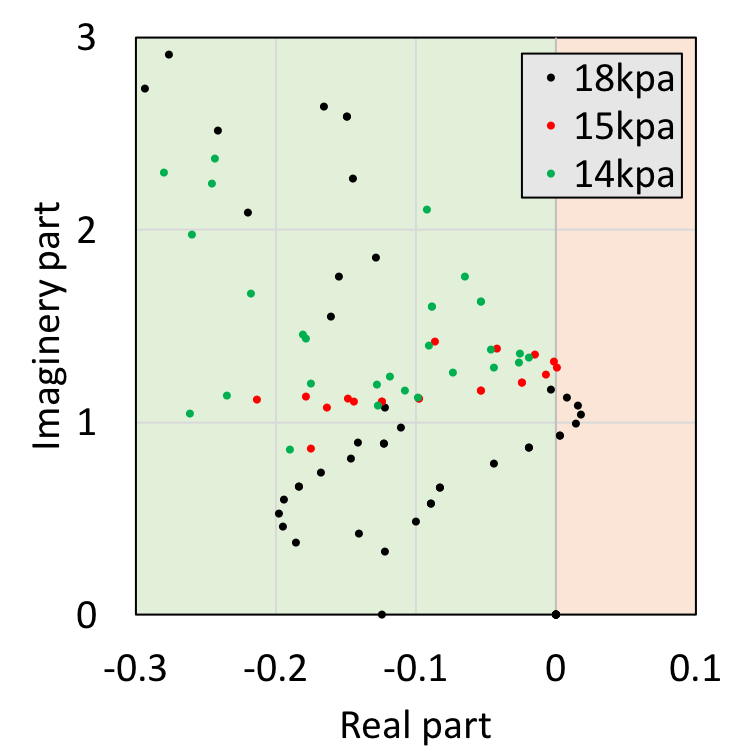 3
18kpa
15kpa
14kpa
2
Imaginery part
1
0
-0.3 -0.2 -0.1 0 0.1
Real part